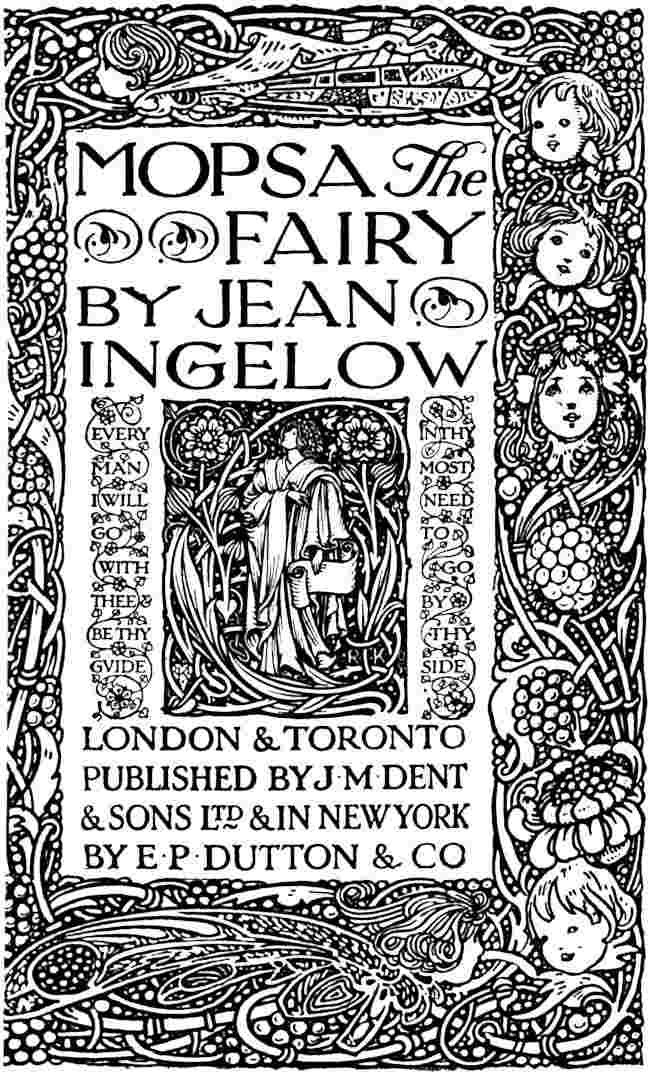 MOPSA The
FAIRY
BY JEAN
INGELOW
EVERY
MAN
I WILL
GO
WITH
THEE &
BE THY
GVIDE
IN THY
MOST
NEED
TO
GO
BY
THY
SIDE
RLK
LONDON & TORONTO
PUBLISHED BY J·M·DENT
& SONS LTD & IN NEW YORK
BY E·P·DUTTON & CO